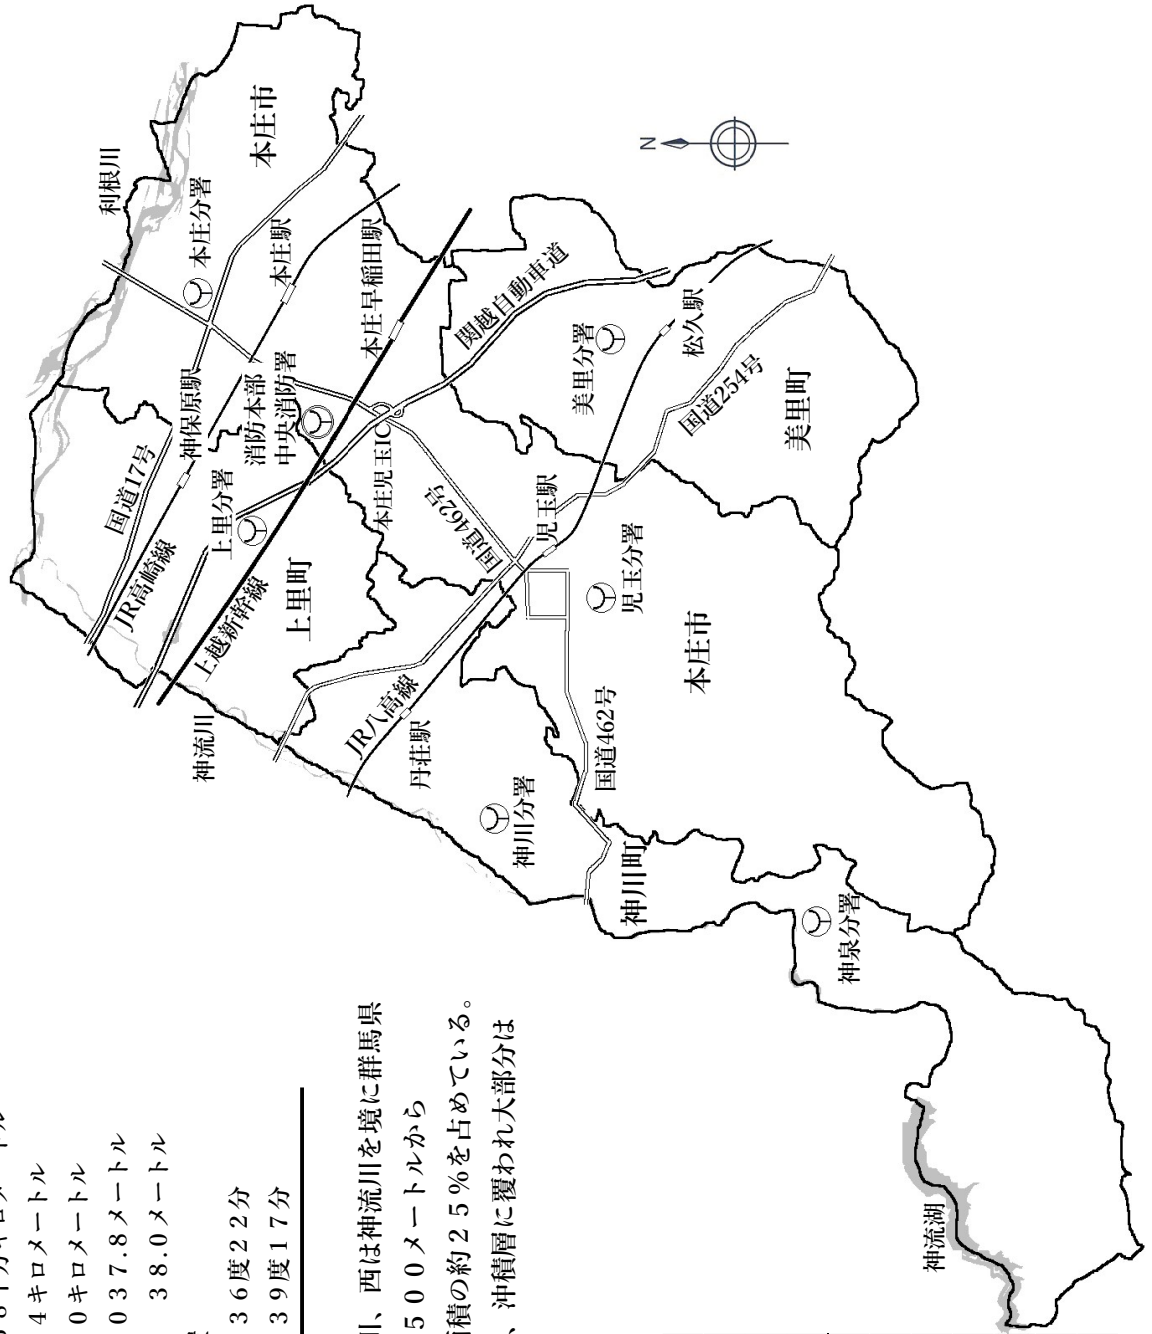 4キロメートル
0キロメートル
037.8メートル
38.0メートル
36度22分
39度17分
、西は神流川を境に群馬県
500メートルから
積の約25%を占めている。
、沖積層に覆われ大部分は
利根川
本庄市
本庄分署
本庄駅
本庄早稲田駅
関越自動車道
神保原駅
消防本部
中央消防署
国道17号
上里分署
JR高崎線
上越新幹線
上里町
本庄児玉IC
国道462号
美里分署
松久駅
国道254号
美里町
児玉駅
児玉分署
本庄市
神流川
JR八高線
丹荘駅
国道462号
神川分署
神川町
神泉分署
神流湖
N